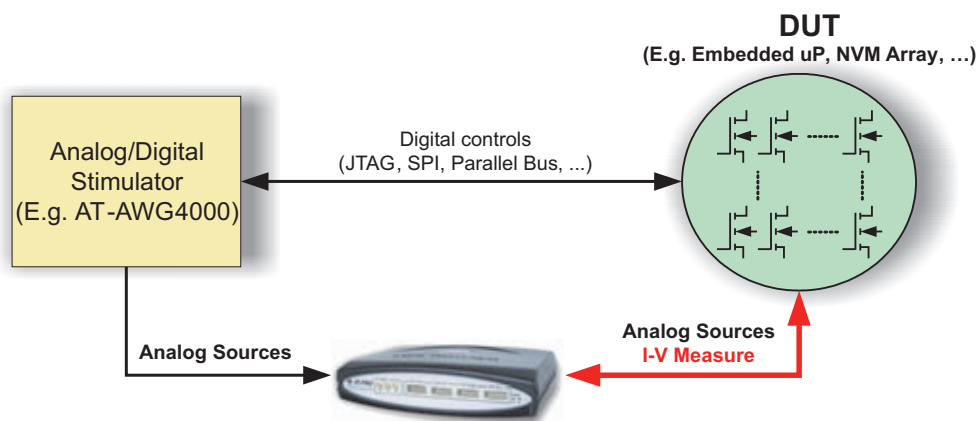 DUT
(E.g. Embedded uP, NVM Array, ...)
Analog/Digital
Stimulator
(E.g. AT-AWG4000)
Digital controls
(JTAG, SPI, Parallel Bus, ...)
Analog Sources
Analog Sources
I-V Measure